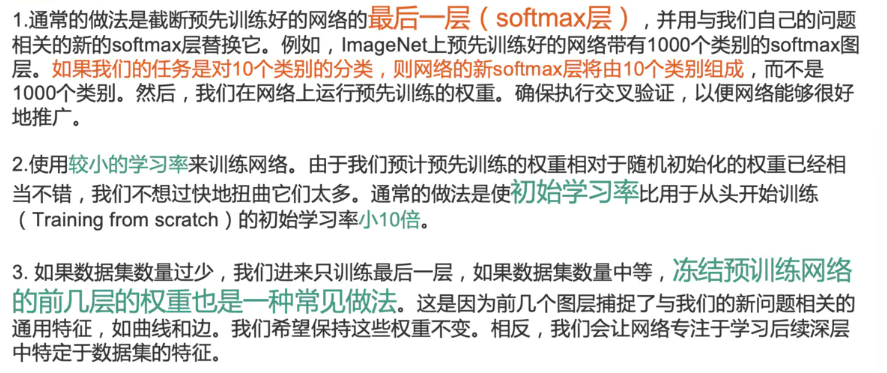 1.通常的做法是截断预先训练好的网络的最后一层（softmax层），并用与我们自己的问题
相关的新的softmax层替换它。例如，ImageNet上预先训练好的网络带有1000个类别的softmax图
层。如果我们的任务是对10个类别的分类，则网络的新softmax层将由10个类别组成，而不是
1000个类别。然后，我们在网络上运行预先训练的权重。确保执行交叉验证，以便网络能够很好
地推广。
2.使用较小的学习率来训练网络。由于我们预计预先训练的权重相对于随机初始化的权重已经相
当不错，我们不想过快地扭曲它们太多。通常的做法是使初始学习率比用于从头开始训练
（Training from scratch）的初始学习率小10倍。
3. 如果数据集数量过少，我们进来只训练最后一层，如果数据集数量中等，冻结预训练网络
的前几层的权重也是一种常见做法。这是因为前几个图层捕捉了与我们的新问题相关的
通用特征，如曲线和边。我们希望保持这些权重不变。相反，我们会让网络专注于学习后续深层
中特定于数据集的特征。